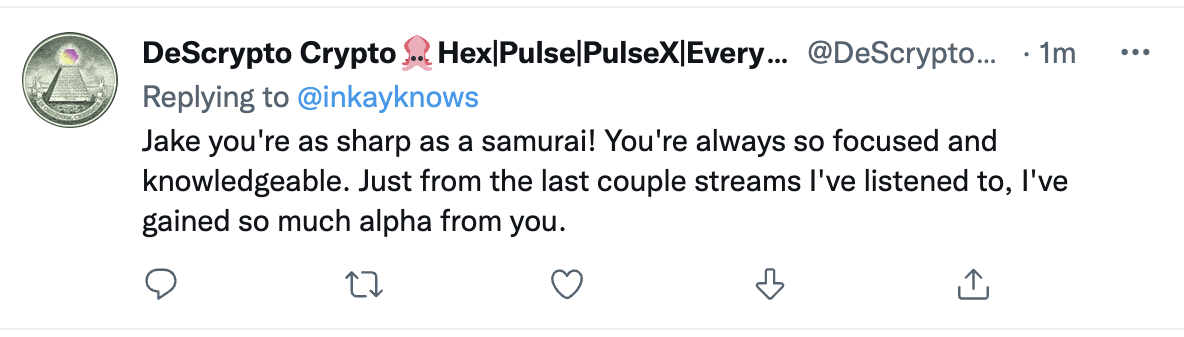 DeScrypto Crypto🦑Hex|Pulse|PulseX|Every... @DeScrypto... · 1m
Replying to @inkayknows
Jake you're as sharp as a samurai! You're always so focused and
knowledgeable. Just from the last couple streams I've listened to, I've
gained so much alpha from you.